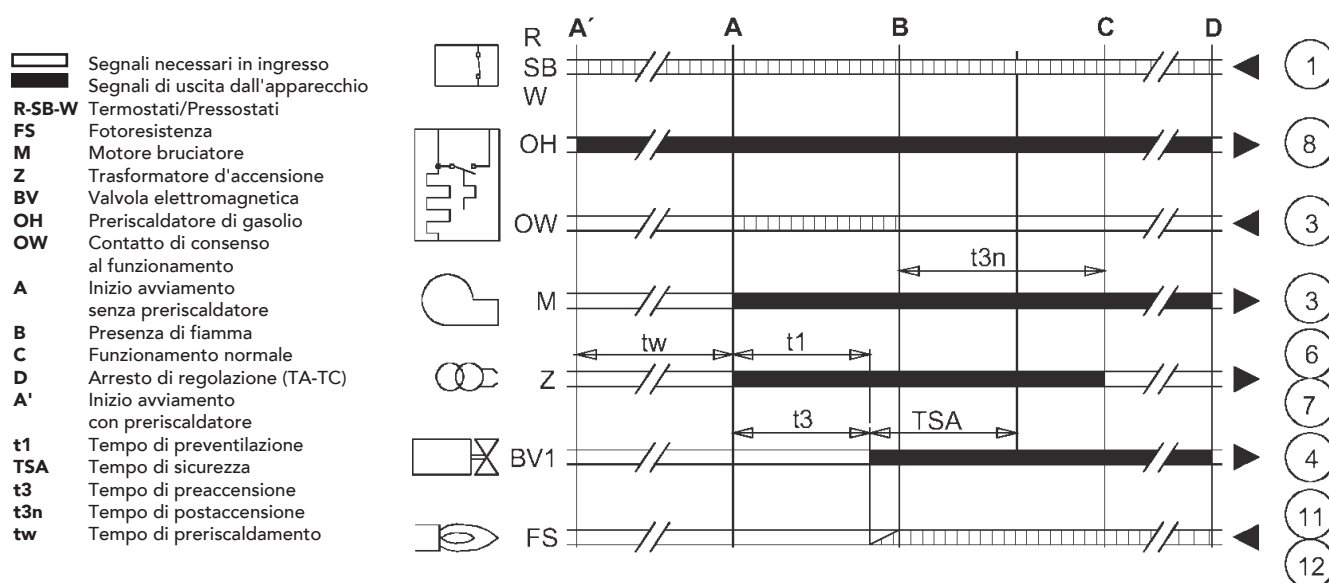 Segnali necessari in ingresso
Segnali di uscita dall'apparecchio
R-SB-W Termostati/Pressostati
FS Fotoresistenza
M Motore bruciatore
Z Trasformatore d'accensione
BV Valvola elettromagnetica
OH Preriscaldatore di gasolio
OW Contatto di consenso
al funzionamento
A Inizio avviamento
senza preriscaldatore
B Presenza di fiamma
C Funzionamento normale
D Arresto di regolazione (TA-TC)
A' Inizio avviamento
con preriscaldatore
t1 Tempo di preventilazione
TSA Tempo di sicurezza
t3 Tempo di preaccensione
t3n Tempo di postaccensione
tw Tempo di preriscaldamento
A´ A B C D
R
SB 1
W
OH 8
OW 3
t3n
M 3
tw t1 6
Z
7
t3 TSA
BV1 4
11
FS
12